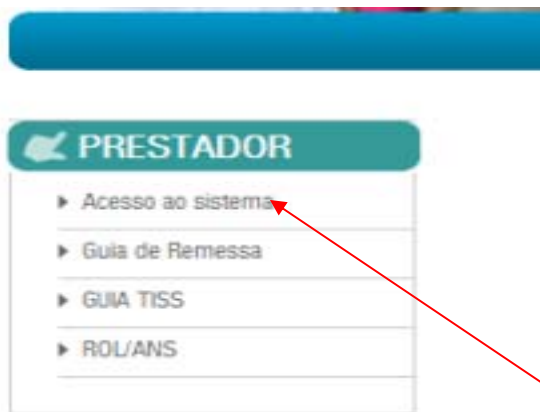 PRESTADOR
Acesso ao sistema
Guia de Remessa
GUIA TISS
ROL/ANS